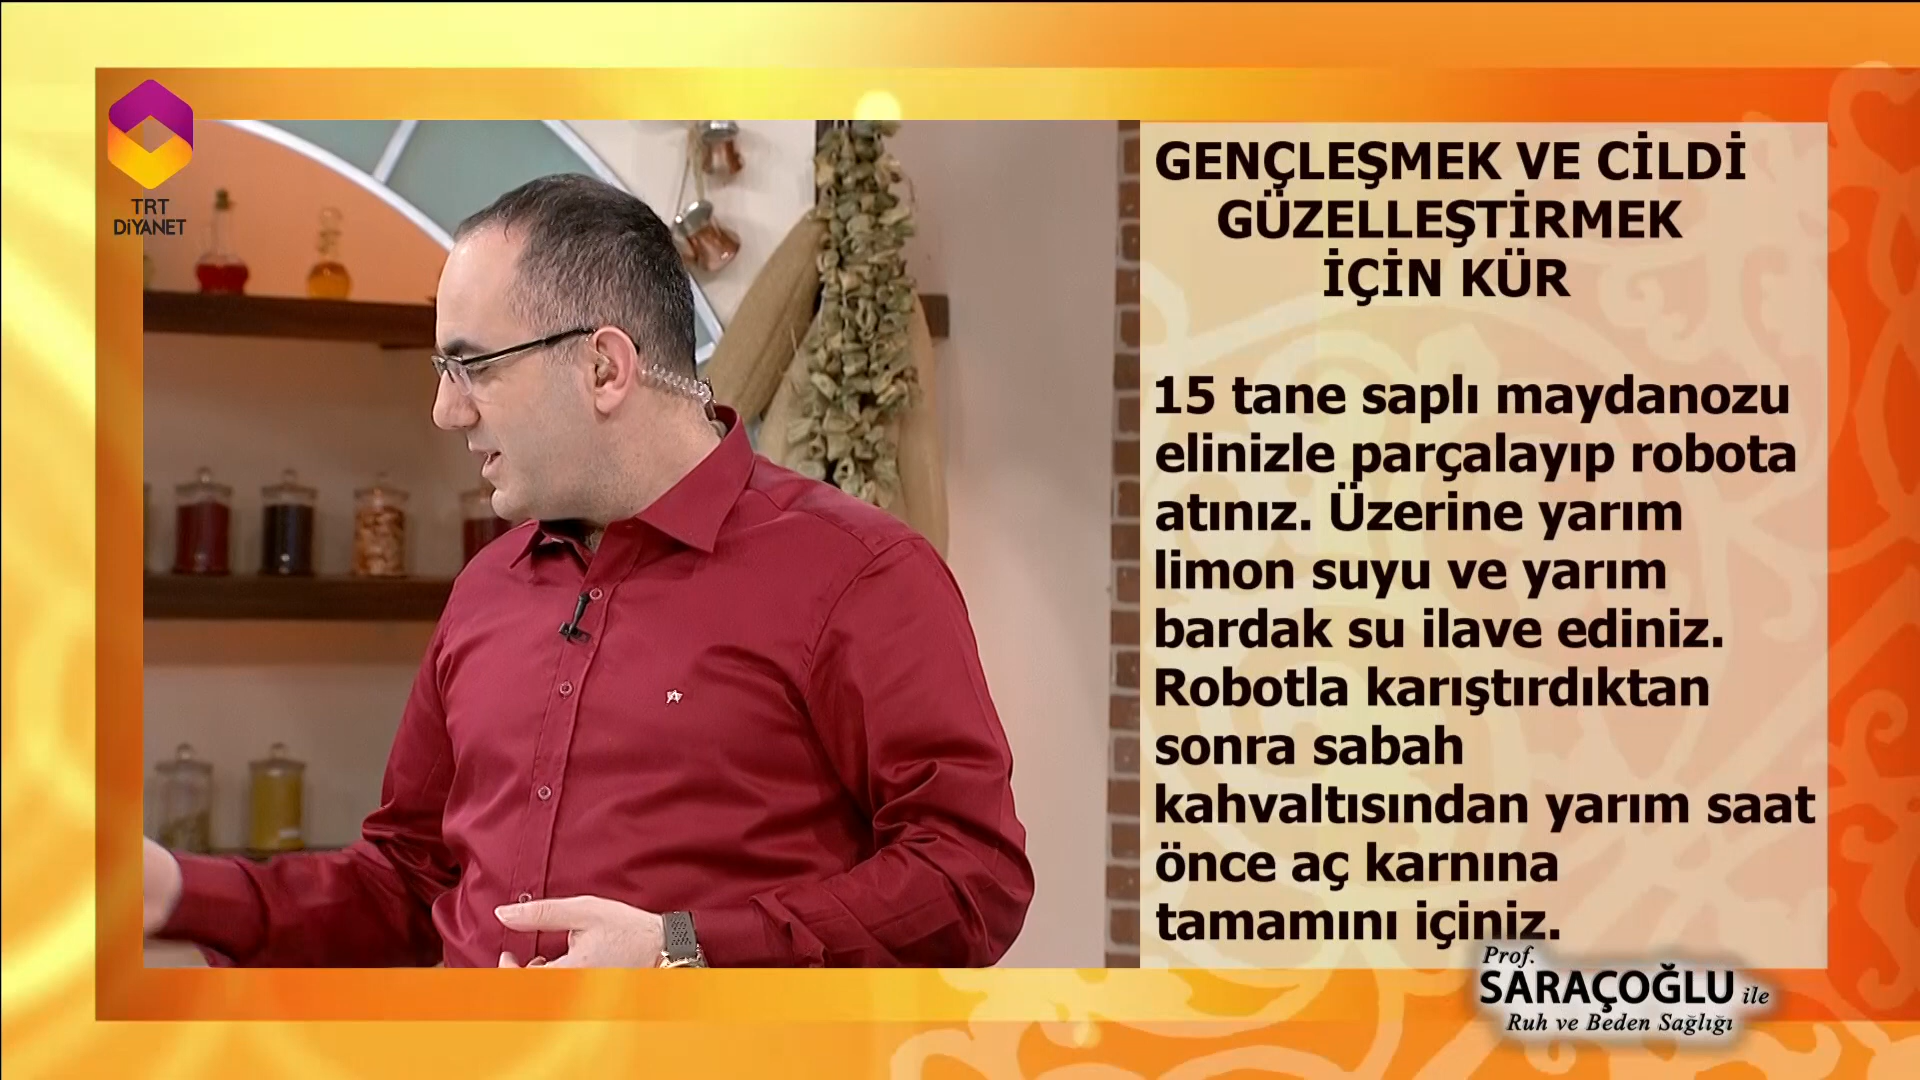 TRT
DİYANET
GENÇLEŞMEK VE CİLDİ
GÜZELLEŞTİRMEK
İÇİN KÜR
15 tane saplı maydanozu
elinizle parçalayıp robota
atınız. Üzerine yarım
limon suyu ve yarım
bardak su ilave ediniz.
Robotla karıştırdıktan
sonra sabah
kahvaltısından yarım saat
önce aç karnına
tamamını içiniz.
Prof.
SARAÇOĞLU ile
Ruh ve Beden Sağlığı